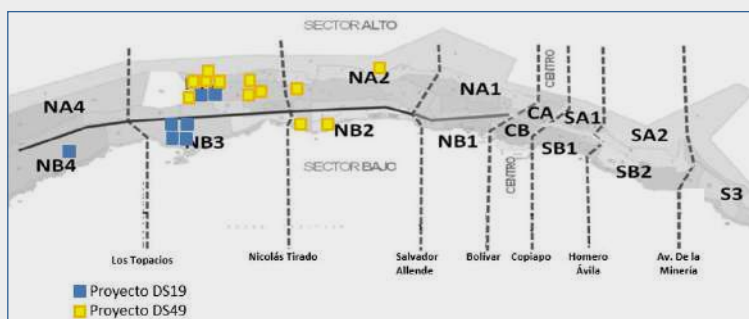 SECTOR ALTO
NA4
NA2
NA1
CENTRO
CA
SA1
SA2
NB4
NB3
NB2
NB1
CB
SB1
SB2
S3
SECTOR BAJO
CENTRO
Los Topacios
Nicolás Tirado
Salvador
Allende
Bolívar
Copiapo
Homero
Ávila
Av. De la
Minería
Proyecto DS19
Proyecto DS49